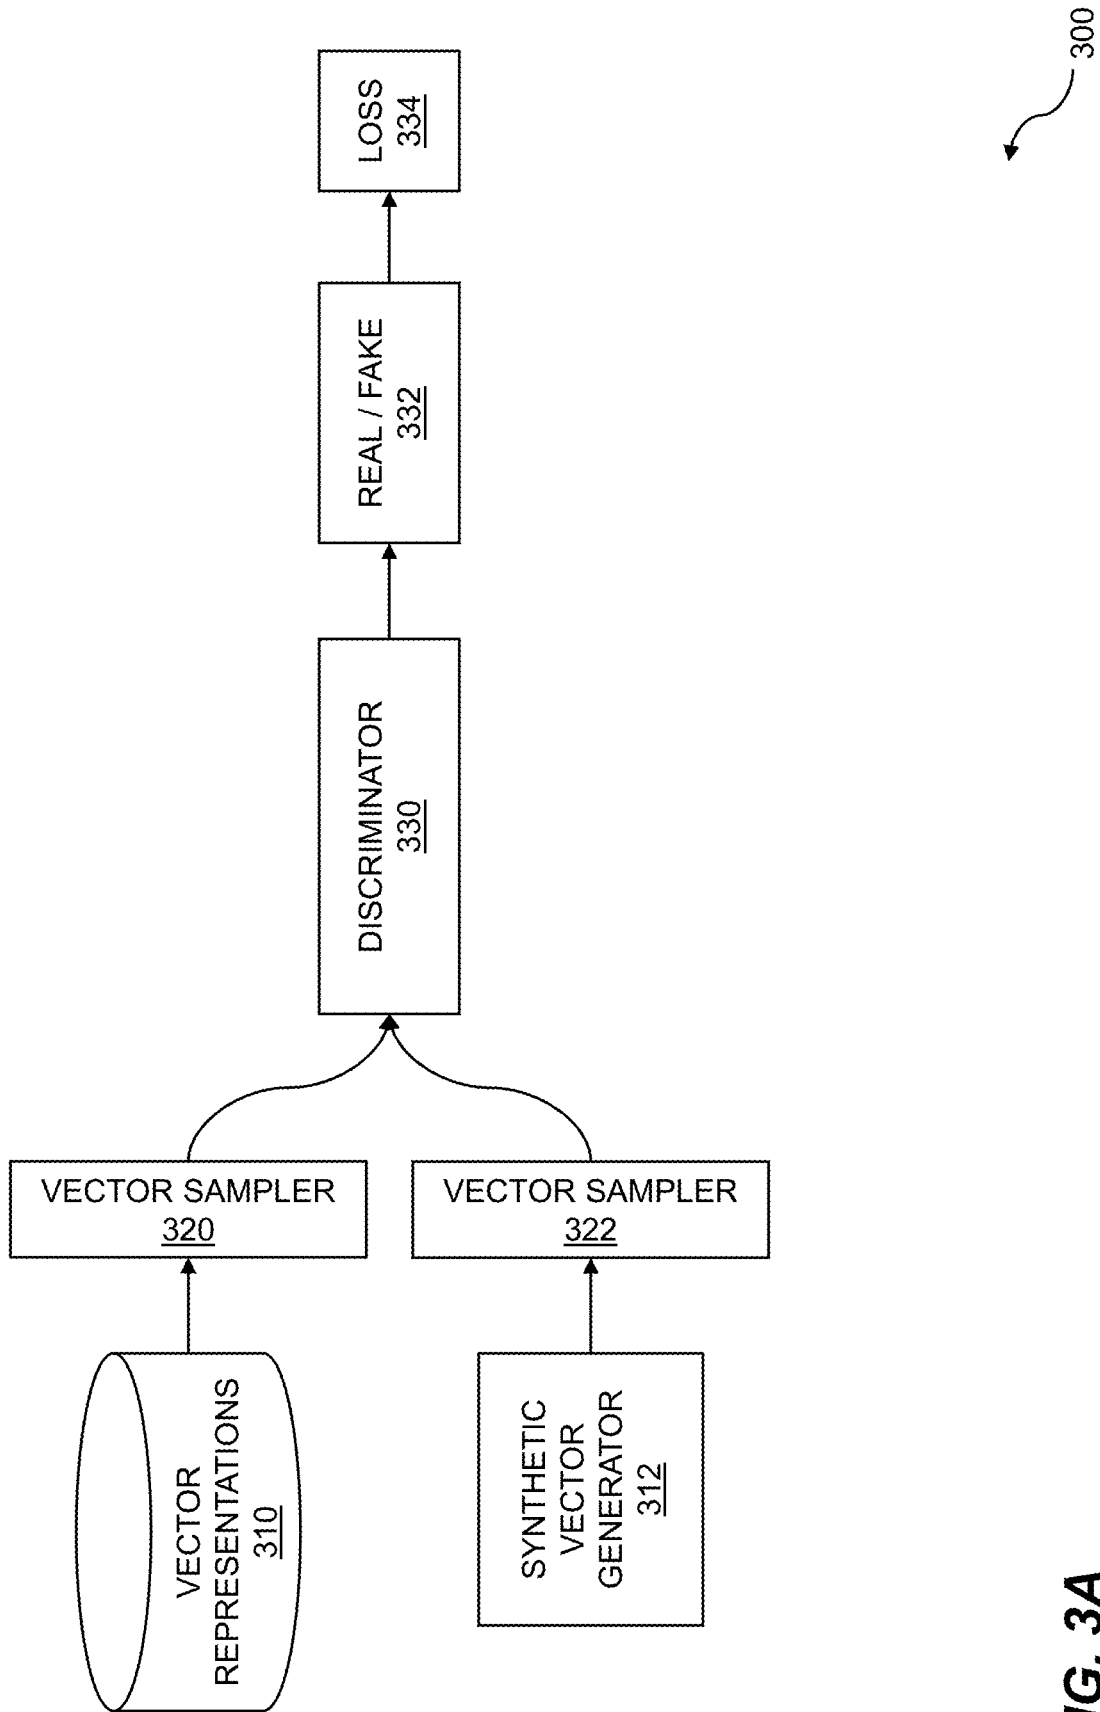 VECTOR
REPRESENTATIONS
310
SYNTHETIC
VECTOR
GENERATOR
312
VECTOR SAMPLER
320
VECTOR SAMPLER
322
DISCRIMINATOR
330
REAL / FAKE
332
LOSS
334
300
IG. 3A